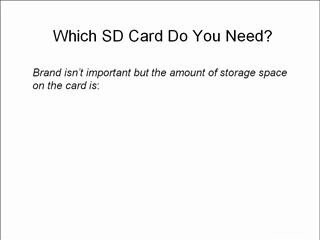 Which SD Card Do You Need?
Brand isn't important but the amount of storage space
on the card is: